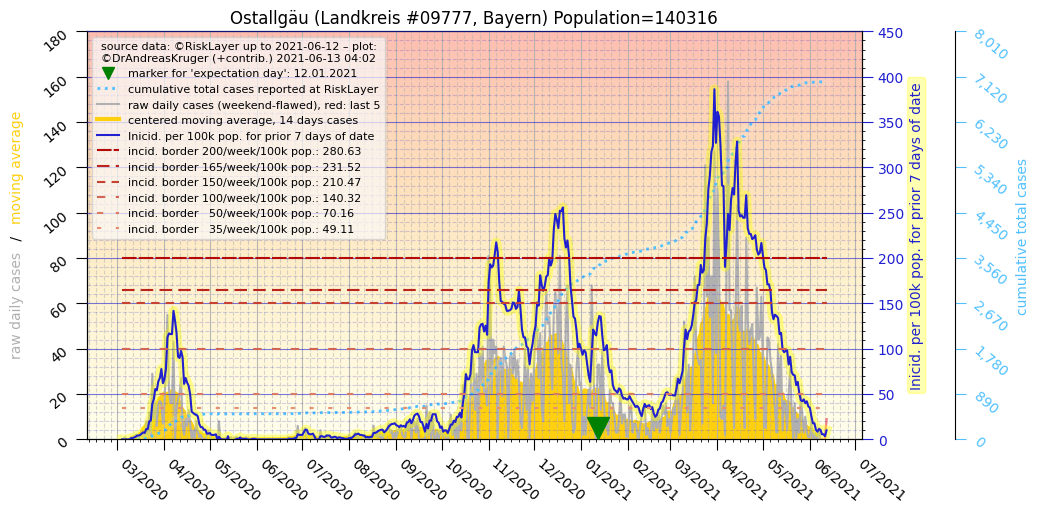 Ostallgäu (Landkreis #09777, Bayern) Population=140316
source data: ©RiskLayer up to 2021-06-12 – plot:
©DrAndreasKruger (+contrib.) 2021-06-13 04:02
marker for 'expectation day': 12.01.2021
cumulative total cases reported at RiskLayer
raw daily cases (weekend-flawed), red: last 5
centered moving average, 14 days cases
Inicid. per 100k pop. for prior 7 days of date
incid. border 200/week/100k pop.: 280.63
incid. border 165/week/100k pop.: 231.52
incid. border 150/week/100k pop.: 210.47
incid. border 100/week/100k pop.: 140.32
incid. border   50/week/100k pop.: 70.16
incid. border   35/week/100k pop.: 49.11
raw daily cases  /  moving average
180
160
140
120
100
80
60
40
20
0
450
400
350
300
250
200
150
100
50
0
Inicid. per 100k pop. for prior 7 days of date
8,010
7,120
6,230
5,340
4,450
3,560
2,670
1,780
890
0
cumulative total cases
03/2020
04/2020
05/2020
06/2020
07/2020
08/2020
09/2020
10/2020
11/2020
12/2020
01/2021
02/2021
03/2021
04/2021
05/2021
06/2021
07/2021